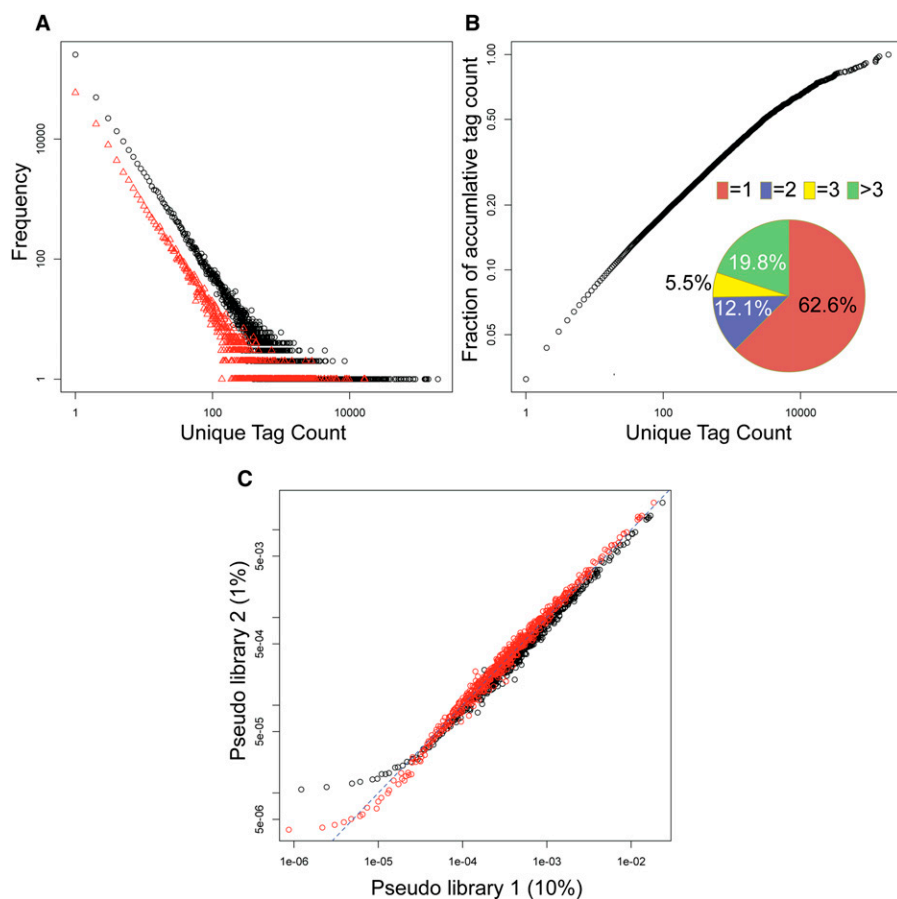 A
Frequency
10000
100
1
1
100
10000
Unique Tag Count
B
Fraction of accumlative tag count
1.00
0.50
0.20
0.10
0.05
=1 =2 =3 >3
19.8%
5.5%
12.1%
62.6%
1
100
10000
Unique Tag Count
C
Pseudo library 2 (1%)
5e-03
5e-04
5e-05
5e-06
1e-06
1e-05
1e-04
1e-03
1e-02
Pseudo library 1 (10%)